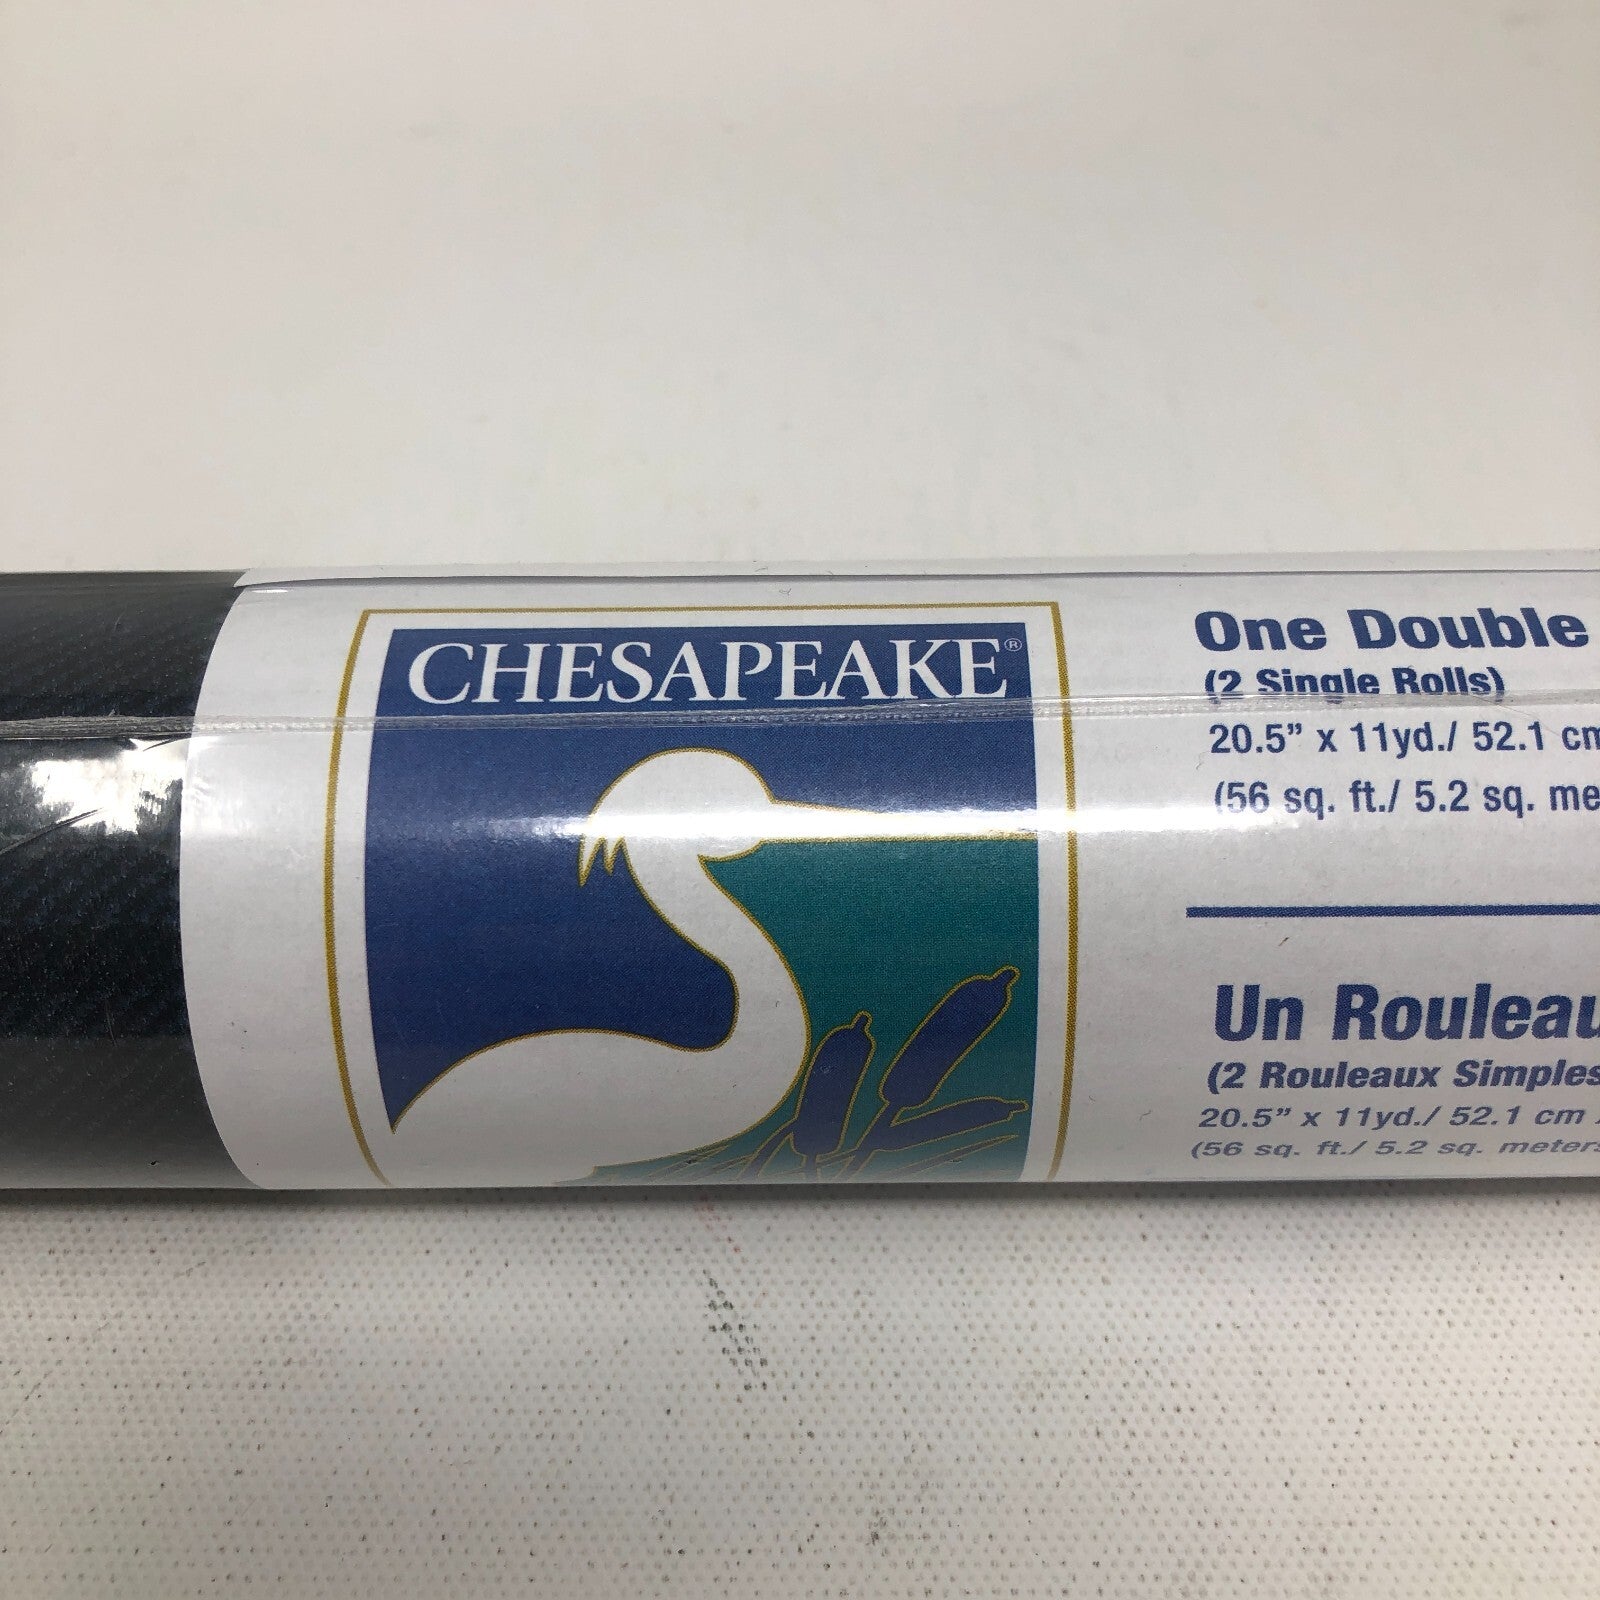 CHESAPEAKE®
One Double
(2 Single Rolls)
20.5” x 11yd./ 52.1 cm
(56 sq. ft./ 5.2 sq. me
Un Rouleau
(2 Rouleaux Simples
20.5” x 11yd./ 52.1 cm
(56 sq. ft./ 5.2 sq. meters